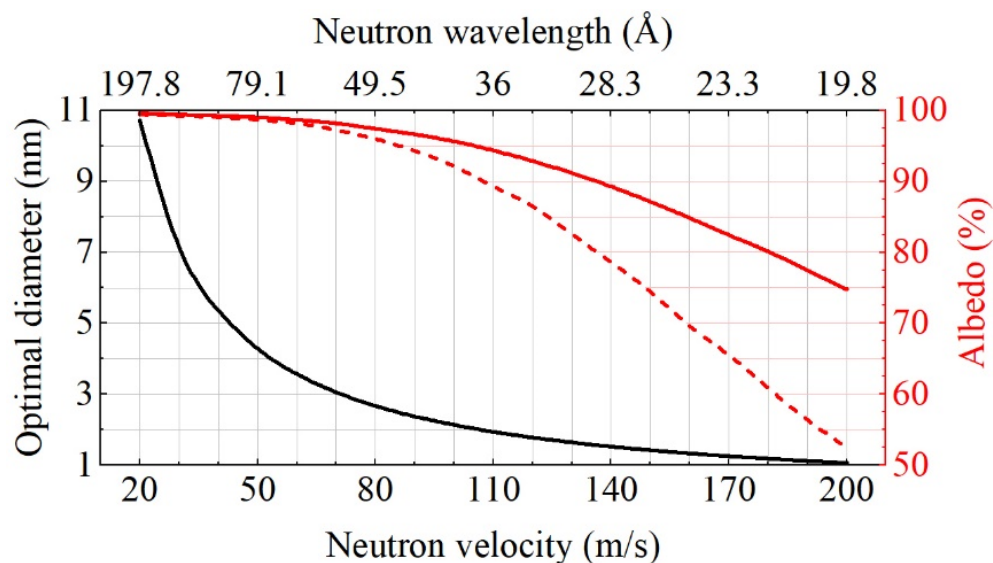 Neutron wavelength (Å)
197.8 79.1 49.5 36 28.3 23.3 19.8
Optimal diameter (nm)
11
9
7
5
3
1
100
90
80
70
60
50
Albedo (%)
20 50 80 110 140 170 200
Neutron velocity (m/s)